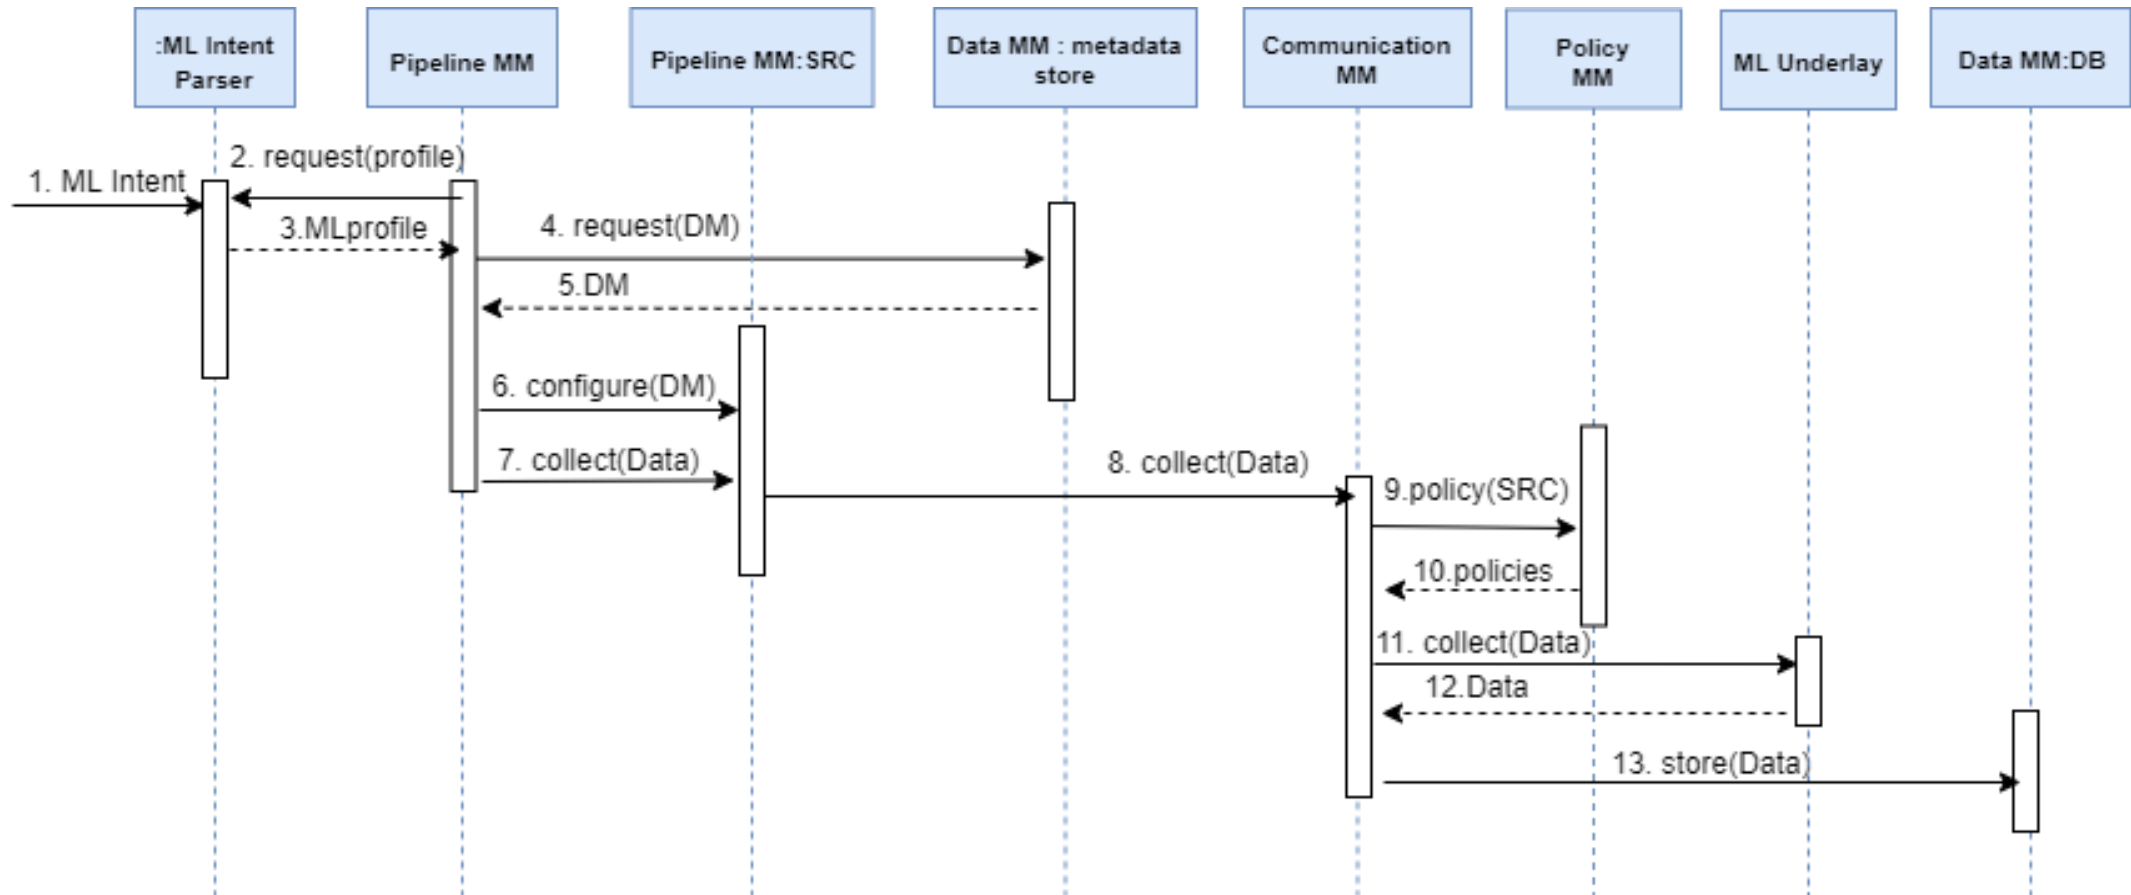 :ML Intent
Parser
Pipeline MM
Pipeline MM:SRC
Data MM : metadata
store
Communication
MM
Policy
MM
ML Underlay
Data MM:DB
1. ML Intent
2. request(profile)
3.MLprofile
4. request(DM)
5.DM
6. configure(DM)
7. collect(Data)
8. collect(Data)
9.policy(SRC)
10.policies
11. collect(Data)
12.Data
13. store(Data)